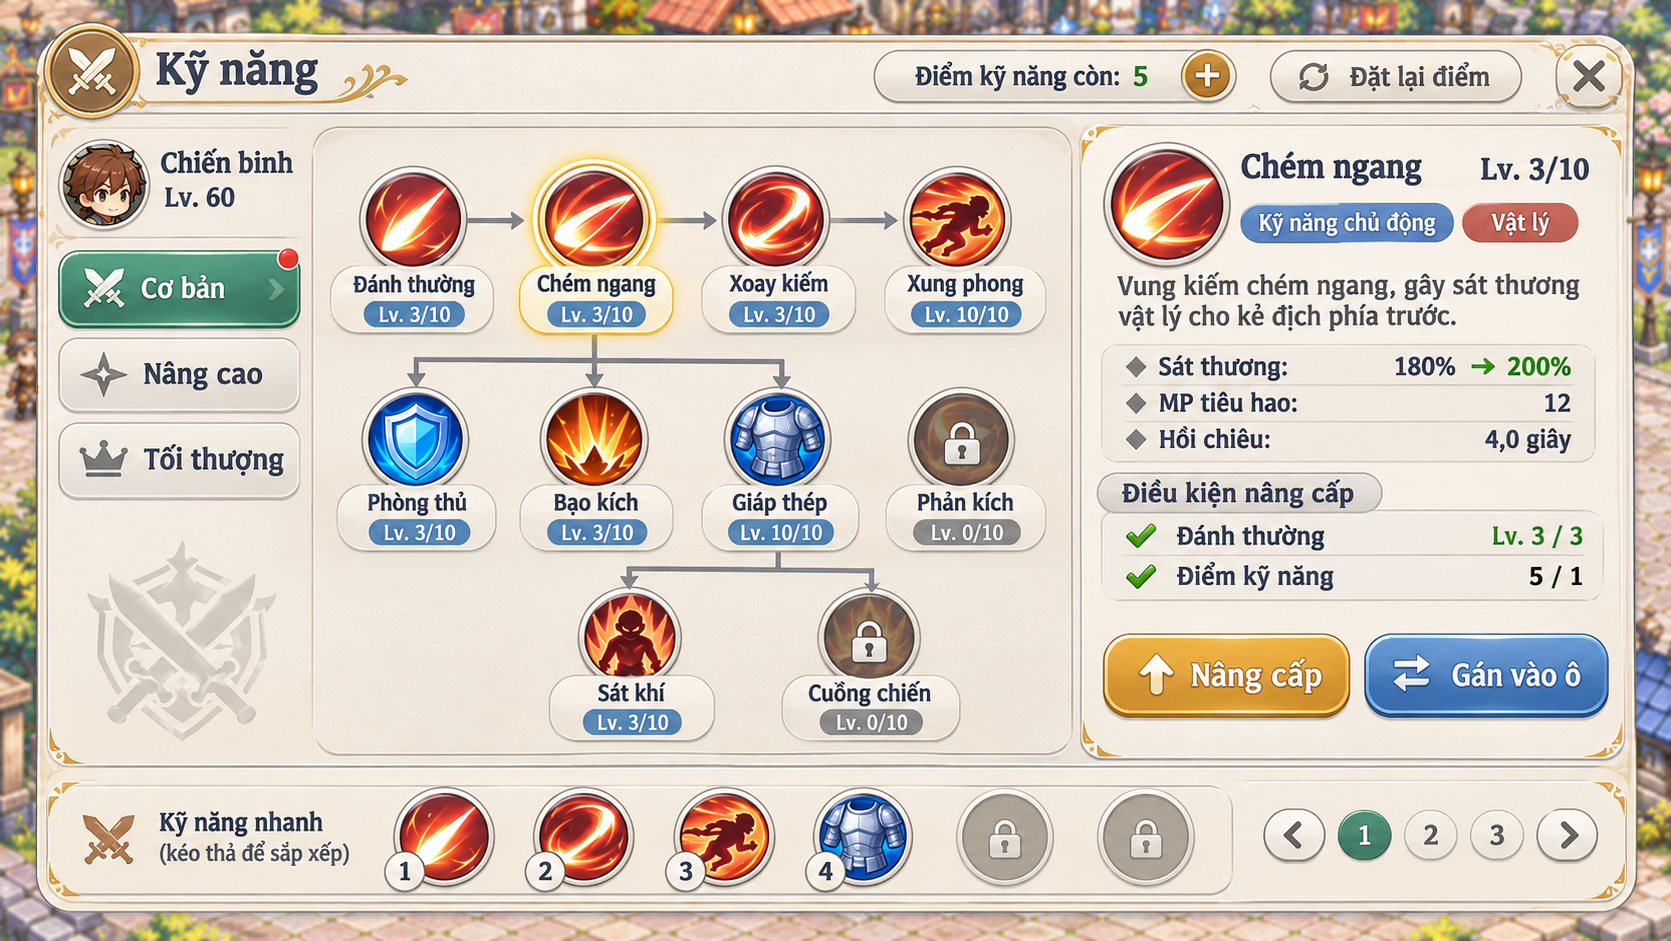 Kỹ năng
Điểm kỹ năng còn: 5
Đặt lại điểm
Chiến binh
Lv. 60
Cơ bản
Nâng cao
Tối thượng
Đánh thường
Lv. 3/10
Chém ngang
Lv. 3/10
Xoay kiếm
Lv. 3/10
Xung phong
Lv. 10/10
Phòng thủ
Lv. 3/10
Bạo kích
Lv. 3/10
Giáp thép
Lv. 10/10
Phản kích
Lv. 0/10
Sát khí
Lv. 3/10
Cuồng chiến
Lv. 0/10
Chém ngang
Lv. 3/10
Kỹ năng chủ động
Vật lý
Vung kiếm chém ngang, gây sát thương
vật lý cho kẻ địch phía trước.
Sát thương: 180% → 200%
MP tiêu hao: 12
Hồi chiêu: 4,0 giây
Điều kiện nâng cấp
Đánh thường Lv. 3 / 3
Điểm kỹ năng 5 / 1
Nâng cấp
Gán vào ô
Kỹ năng nhanh
(kéo thả để sắp xếp)
1
2
3
4
1
2
3